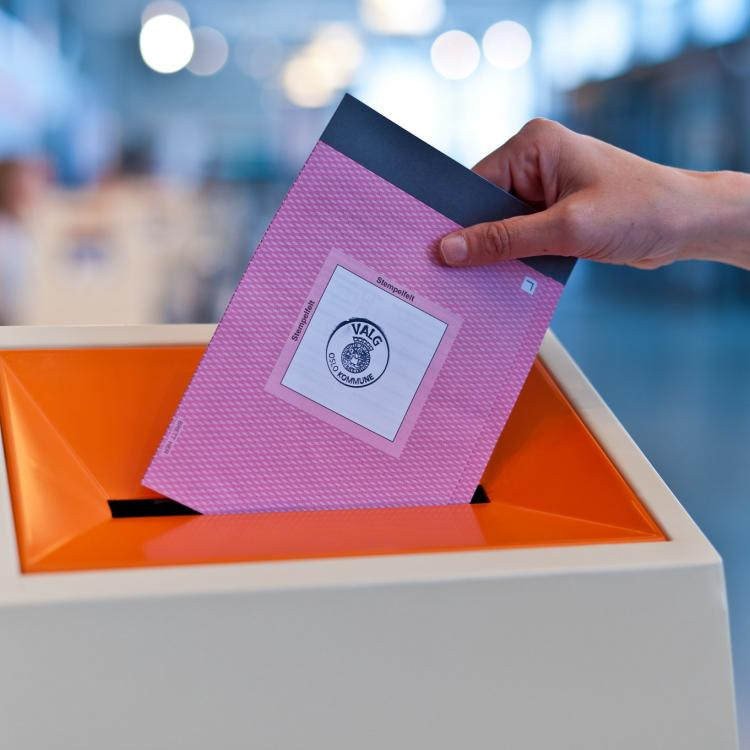 Stempelfelt
Stempelfelt
VALG
OSLO KOMMUNE
L